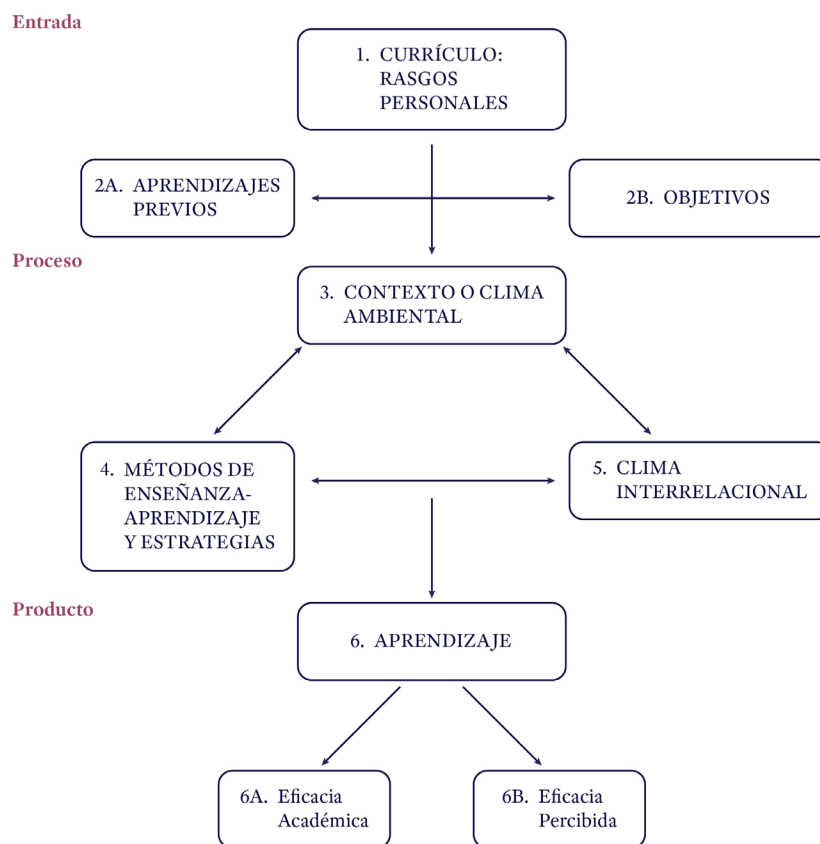 Entrada
1. CURRÍCULO:
RASGOS
PERSONALES
2A. APRENDIZAJES
PREVIOS
2B. OBJETIVOS
Proceso
3. CONTEXTO O CLIMA
AMBIENTAL
4. MÉTODOS DE
ENSEÑANZA-
APRENDIZAJE
Y ESTRATEGIAS
5. CLIMA
INTERRELACIONAL
Producto
6. APRENDIZAJE
6A. Eficacia
Académica
6B. Eficacia
Percibida